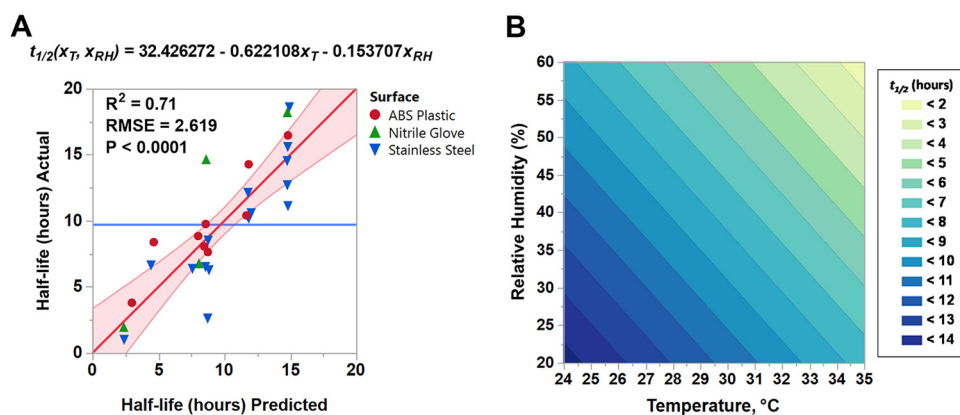 A
t1/2(xT, xRH) = 32.426272 - 0.622108xT - 0.153707xRH
R2 = 0.71
RMSE = 2.619
P < 0.0001
Half-life (hours) Actual
20
15
10
5
0
0 5 10 15 20
Half-life (hours) Predicted
Surface
ABS Plastic
Nitrile Glove
Stainless Steel
B
Relative Humidity (%)
60
55
50
45
40
35
30
25
20
24 25 26 27 28 29 30 31 32 33 34 35
Temperature, °C
t1/2 (hours)
< 2
< 3
< 4
< 5
< 6
< 7
< 8
< 9
< 10
< 11
< 12
< 13
< 14